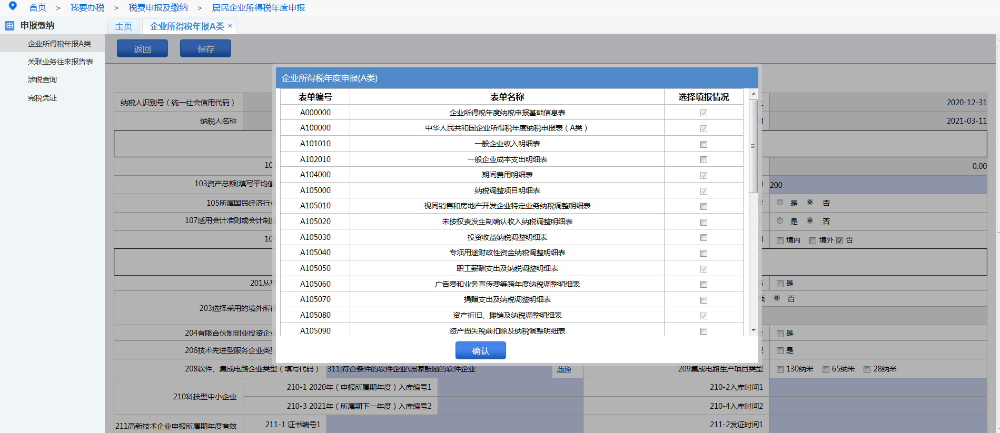 首页 > 我要办税 > 税费申报及缴纳 > 居民企业所得税年度申报
申报缴纳
主页 企业所得税年报A类 ×
企业所得税年报A类
关联业务往来报告表
涉税查询
完税凭证
返回 保存
企业所得税年度申报(A类)
表单编号 表单名称 选择填报情况
A000000 企业所得税年度纳税申报基础信息表
A100000 中华人民共和国企业所得税年度纳税申报表（A类）
A101010 一般企业收入明细表
A102010 一般企业成本支出明细表
A104000 期间费用明细表
A105000 纳税调整项目明细表
A105010 视同销售和房地产开发企业特定业务纳税调整明细表
A105020 未按权责发生制确认收入纳税调整明细表
A105030 投资收益纳税调整明细表
A105040 专项用途财政性资金纳税调整明细表
A105050 职工薪酬支出及纳税调整明细表
A105060 广告费和业务宣传费等跨年度纳税调整明细表
A105070 捐赠支出及纳税调整明细表
A105080 资产折旧、摊销及纳税调整明细表
A105090 资产损失税前扣除及纳税调整明细表
确认
纳税人识别号（统一社会信用代码） 2020-12-31
纳税人名称 2021-03-11
10 0.00
103资产总额(填写平均值 200
105所属国民经济行业 是 否
107适用会计准则或会计制度 是 否
10 境内 境外 否
201从事 是
203选择采用的境外所得 否
204有限合伙制创业投资企业 是
206技术先进型服务企业类型 是
208软件、集成电路企业类型（填写代码） 311|符合条件的软件企业\国家鼓励的软件企业 选择 209集成电路生产项目类型 130纳米 65纳米 28纳米
210科技型中小企业 210-1 2020年（申报所属期年度）入库编号1 210-2入库时间1
210-3 2021年（所属期下一年度）入库编号2 210-4入库时间2
211高新技术企业申报所属期年度有效 211-1 证书编号1 211-2发证时间1